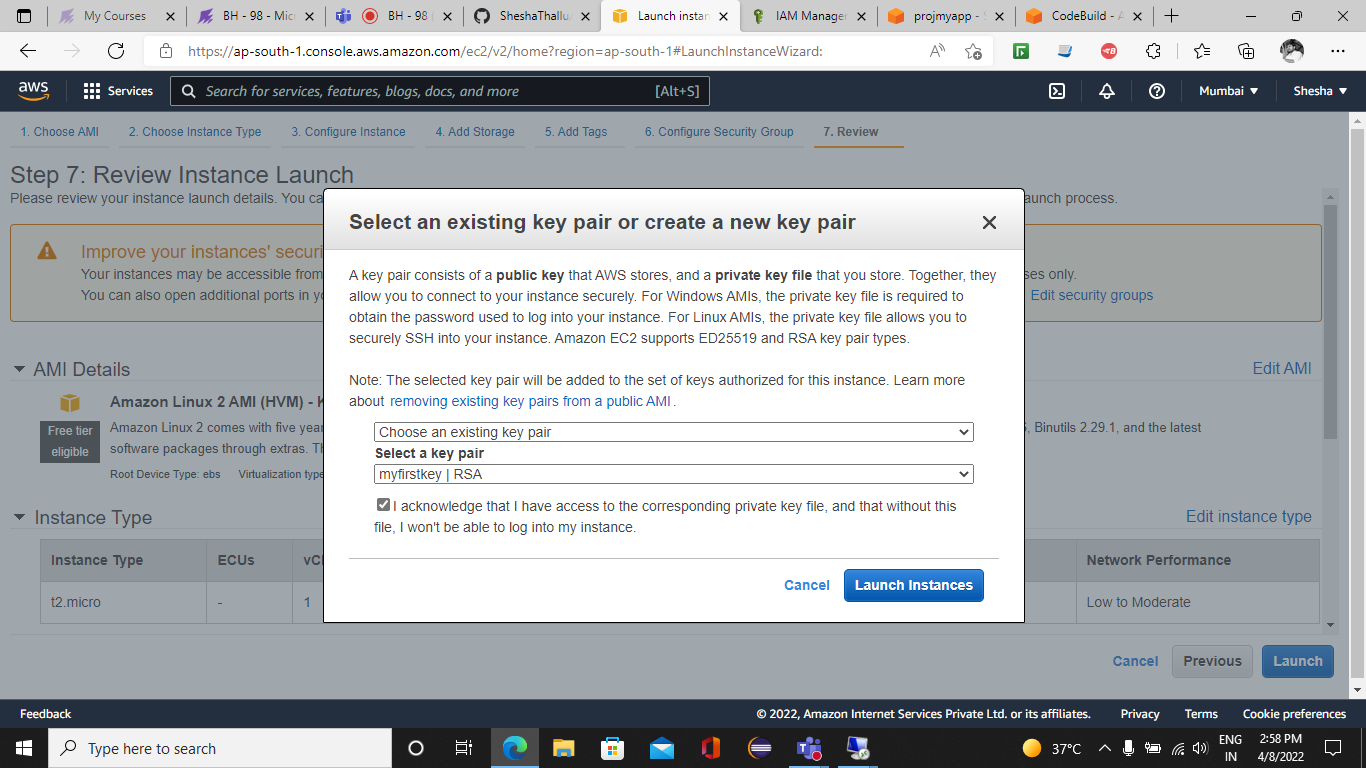 My Courses
BH - 98 - Mic
BH - 98
SheshaThallu
Launch instan
IAM Manager
projmyapp - S
CodeBuild - A
https://ap-south-1.console.aws.amazon.com/ec2/v2/home?region=ap-south-1#LaunchInstanceWizard:
aws
Services
Search for services, features, blogs, docs, and more [Alt+S]
Mumbai
Shesha
1. Choose AMI 2. Choose Instance Type 3. Configure Instance 4. Add Storage 5. Add Tags 6. Configure Security Group 7. Review
Step 7: Review Instance Launch
Please review your instance launch details. You ca
aunch process.
Improve your instances' securi
Your instances may be accessible from
ses only.
You can also open additional ports in yo
Edit security groups
AMI Details
Edit AMI
Free tier
eligible
Amazon Linux 2 AMI (HVM) - K
Amazon Linux 2 comes with five year
Binutils 2.29.1, and the latest
software packages through extras. Th
Root Device Type: ebs Virtualization type
Instance Type
Edit instance type
Instance Type ECUs
Network Performance
t2.micro - 1 Low to Moderate
Select an existing key pair or create a new key pair
A key pair consists of a public key that AWS stores, and a private key file that you store. Together, they
allow you to connect to your instance securely. For Windows AMIs, the private key file is required to
obtain the password used to log into your instance. For Linux AMIs, the private key file allows you to
securely SSH into your instance. Amazon EC2 supports ED25519 and RSA key pair types.
Note: The selected key pair will be added to the set of keys authorized for this instance. Learn more
about removing existing key pairs from a public AMI .
Choose an existing key pair
Select a key pair
myfirstkey | RSA
I acknowledge that I have access to the corresponding private key file, and that without this
file, I won't be able to log into my instance.
Cancel Launch Instances
Cancel Previous Launch
Feedback © 2022, Amazon Internet Services Private Ltd. or its affiliates. Privacy Terms Cookie preferences
Type here to search
37°C
ENG
IN
2:58 PM
4/8/2022